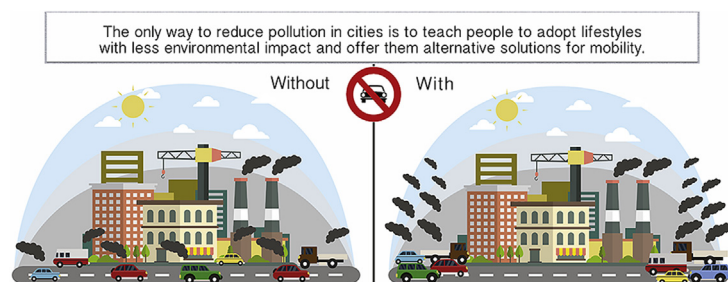 The only way to reduce pollution in cities is to teach people to adopt lifestyles
with less environmental impact and offer them alternative solutions for mobility.
Without
With